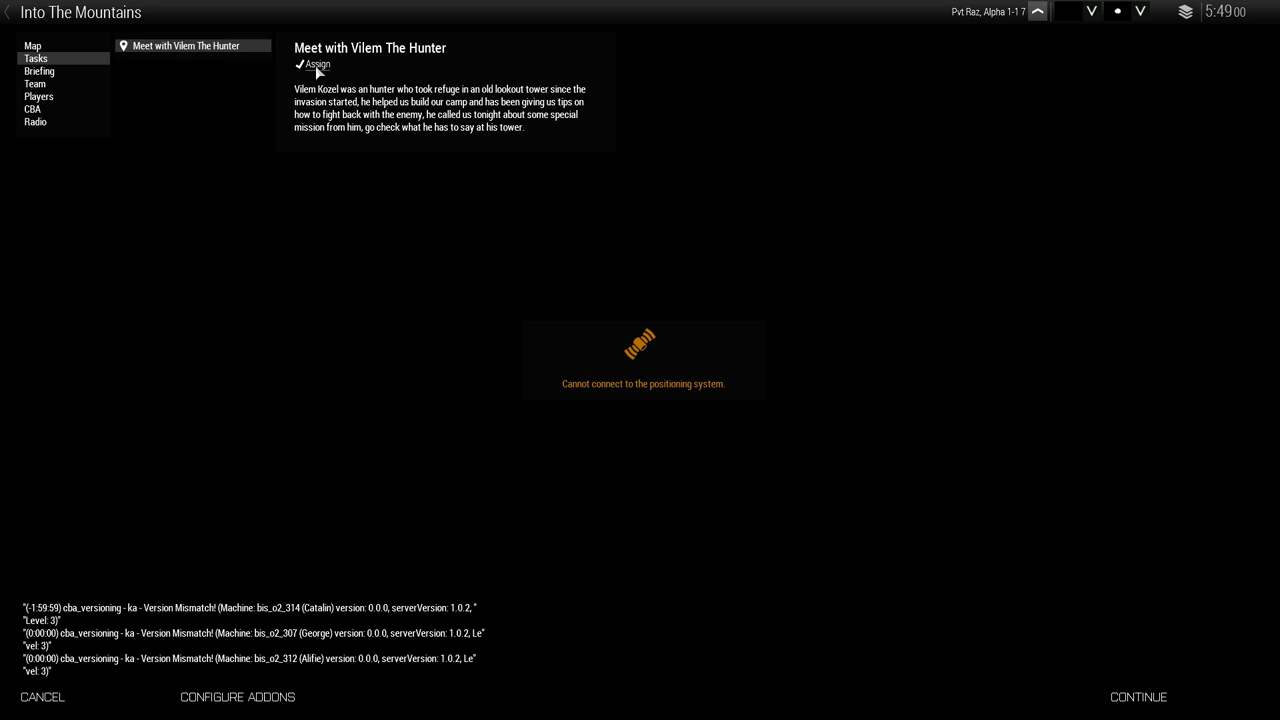 Into The Mountains
Pvt Raz, Alpha 1-1 7
5:49 00
Map
Tasks
Briefing
Team
Players
CBA
Radio
Meet with Vilem The Hunter
Meet with Vilem The Hunter
Assign
Vilem Kozel was an hunter who took refuge in an old lookout tower since the
invasion started, he helped us build our camp and has been giving us tips on
how to fight back with the enemy, he called us tonight about some special
mission from him, go check what he has to say at his tower.
Cannot connect to the positioning system.
"(-1:59:59) cba_versioning - ka - Version Mismatch! (Machine: bis_o2_314 (Catalin) version: 0.0.0, serverVersion: 1.0.2, "
"Level: 3)"
"(0:00:00) cba_versioning - ka - Version Mismatch! (Machine: bis_o2_307 (George) version: 0.0.0, serverVersion: 1.0.2, Le"
"vel: 3)"
"(0:00:00) cba_versioning - ka - Version Mismatch! (Machine: bis_o2_312 (Alifie) version: 0.0.0, serverVersion: 1.0.2, Le"
"vel: 3)"
CANCEL
CONFIGURE ADDONS
CONTINUE